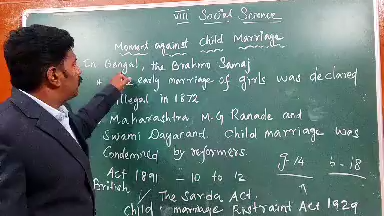 VIII Social Science
Moment against Child Marriage
In Bengal, the Brahmo Samaj
2 early marriage of girls was declared
illegal in 1872
Maharashtra, M.G Ranade and
Swami Dayanand, Child marriage was
Condemned by reformers. J-14 b-18
Act 1891 - 10 to 12
British
The Sarda Act
Child marriage Restraint Act 1929